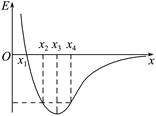 E
x₂ x₃ x₄
O x₁ x